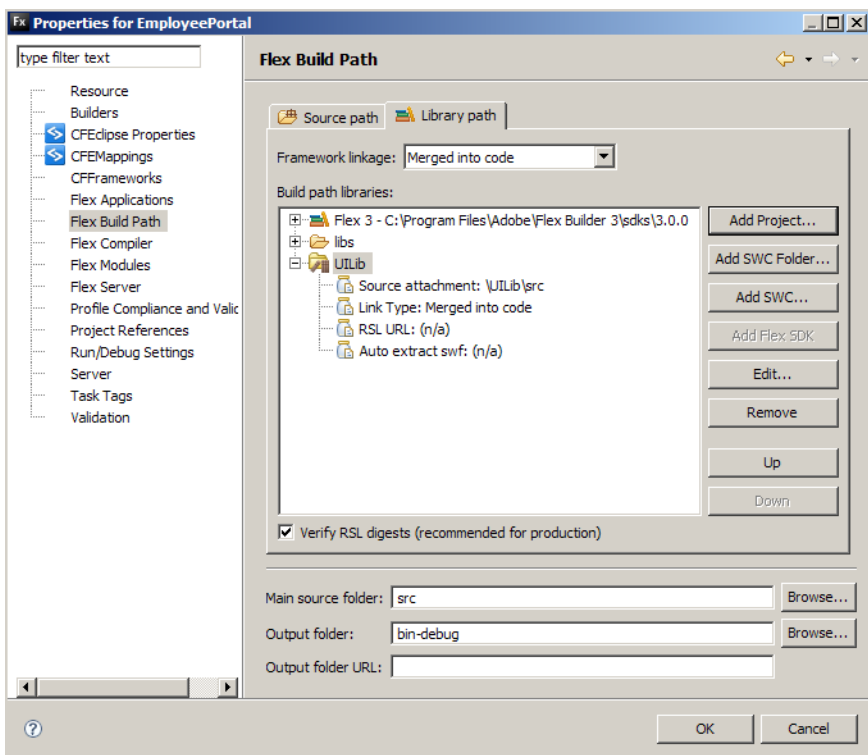 Fx Properties for EmployeePortal
type filter text
Resource
Builders
CFEclipse Properties
CFEMappings
CFFrameworks
Flex Applications
Flex Build Path
Flex Compiler
Flex Modules
Flex Server
Profile Compliance and Valic
Project References
Run/Debug Settings
Server
Task Tags
Validation
Flex Build Path
Source path
Library path
Framework linkage: Merged into code
Build path libraries:
Flex 3 - C:\Program Files\Adobe\Flex Builder 3\sdks\3.0.0
libs
UILib
Source attachment: \UILib\src
Link Type: Merged into code
RSL URL: (n/a)
Auto extract swf: (n/a)
Add Project...
Add SWC Folder...
Add SWC...
Add Flex SDK
Edit...
Remove
Up
Down
Verify RSL digests (recommended for production)
Main source folder: src Browse...
Output folder: bin-debug Browse...
Output folder URL:
? OK Cancel